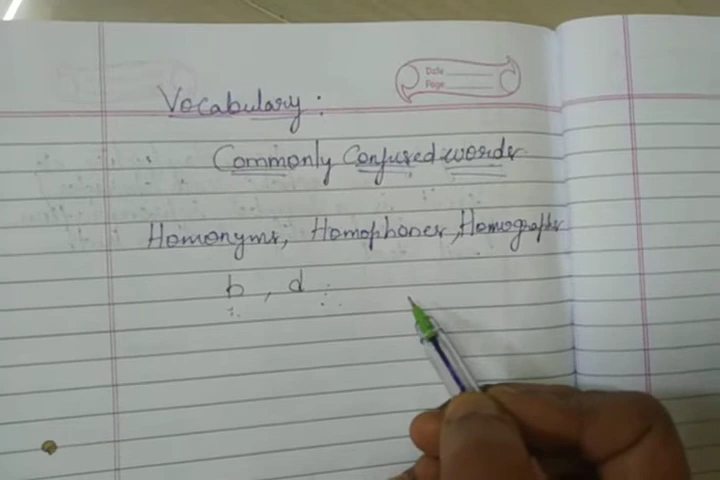 Date
Page
Vocabulary :
Commonly Confused words
Homonyms, Homophones, Homographs
b , d